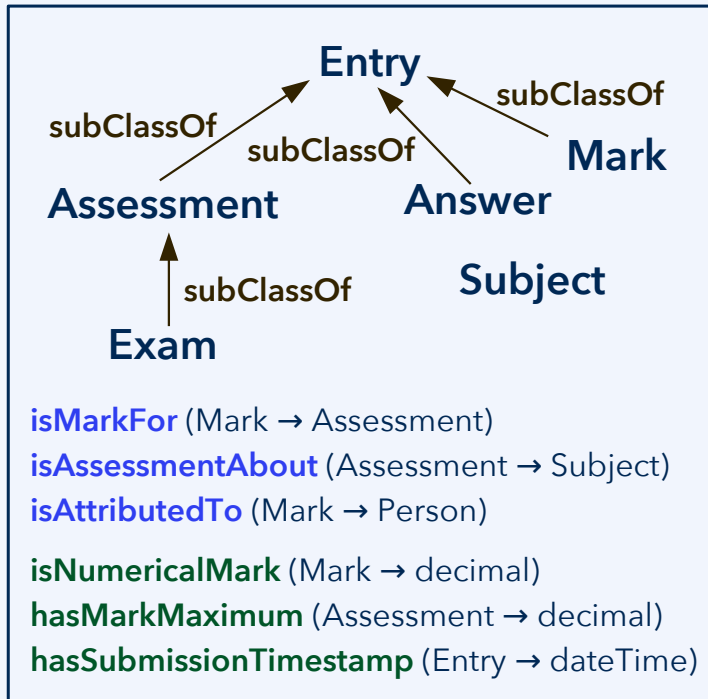 Entry
subClassOf
subClassOf
subClassOf
Mark
Assessment
Answer
Subject
subClassOf
Exam
isMarkFor (Mark → Assessment)
isAssessmentAbout (Assessment → Subject)
isAttributedTo (Mark → Person)
isNumericalMark (Mark → decimal)
hasMarkMaximum (Assessment → decimal)
hasSubmissionTimestamp (Entry → dateTime)